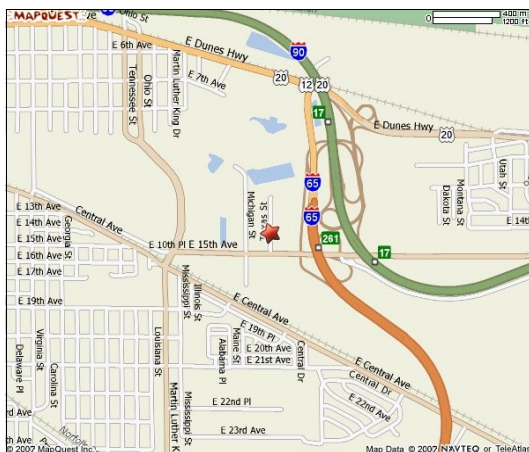 MAPQUEST
Ohio St
E 6th Ave
E Dunes Hwy
90
400 m
0
1200 ft
E 7th Ave
20
12
20
17
E Dunes Hwy
20
Ohio St
Tennessee St
Martin Luther King Dr
Utah St
Montana St
Dakota St
E 14th
65
65
Michigan St
E 13th Ave
E 14th Ave
E 15th Ave
E 16th Ave
E 17th Ave
Central Ave
Georgia St
E 10th Pl
E 15th Ave
261
17
E 19th Ave
Mississippi St
Illinois St
E Central Ave
E 19th Pl
E 20th Ave
E 21st Ave
Maine St
Alabama Pl
Central Dr
E Central Ave
Central Dr
Delaware Pl
Virginia St
Carolina St
Louisiana St
E 22nd Pl
E 22nd Ave
E 23rd Ave
Martin Luther K
rd Ave
Norfolk
© 2007 MapQuest Inc.
Map Data © 2007 NAVTEQ or TeleAtlas